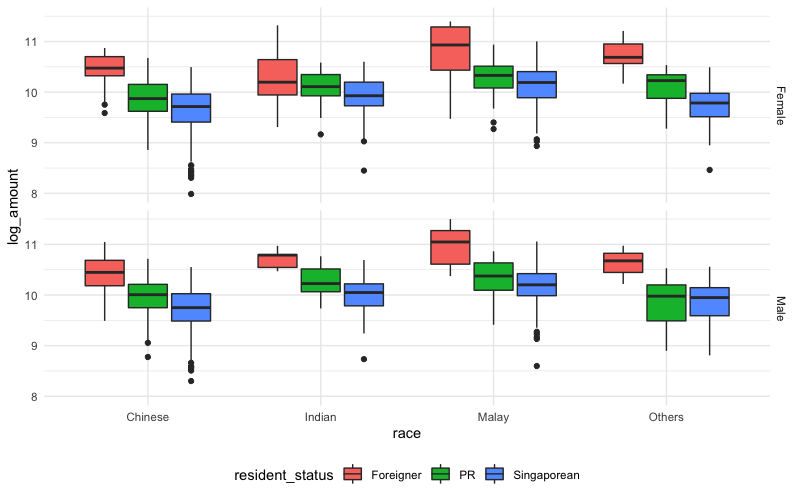 11
10
9
8
Female
log_amount
11
10
9
8
Male
Chinese Indian Malay Others
race
resident_status Foreigner PR Singaporean